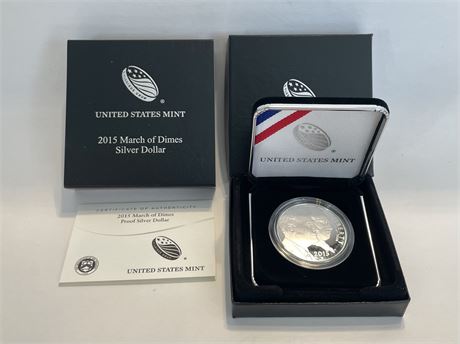 UNITED STATES MINT
2015 March of Dimes
Silver Dollar
UNITED STATES MINT
CERTIFICATE OF AUTHENTICITY
2015 March of Dimes
Proof Silver Dollar
UNITED STATES MINT
2015